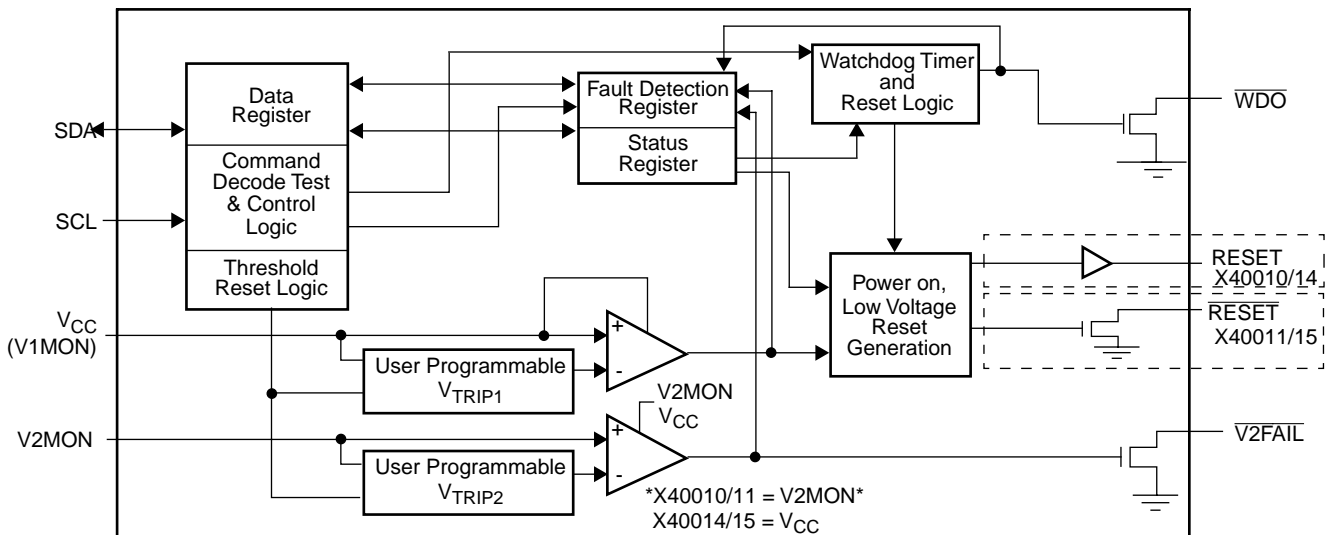 SDA
SCL
V_CC
(V1MON)
V2MON
Data
Register
Command
Decode Test
& Control
Logic
Threshold
Reset Logic
Fault Detection
Register
Status
Register
Watchdog Timer
and
Reset Logic
WDO
Power on,
Low Voltage
Reset
Generation
RESET
X40010/14
RESET
X40011/15
+
-
User Programmable
V_TRIP1
V2MON
V_CC
+
-
User Programmable
V_TRIP2
*X40010/11 = V2MON*
X40014/15 = V_CC
V2FAIL